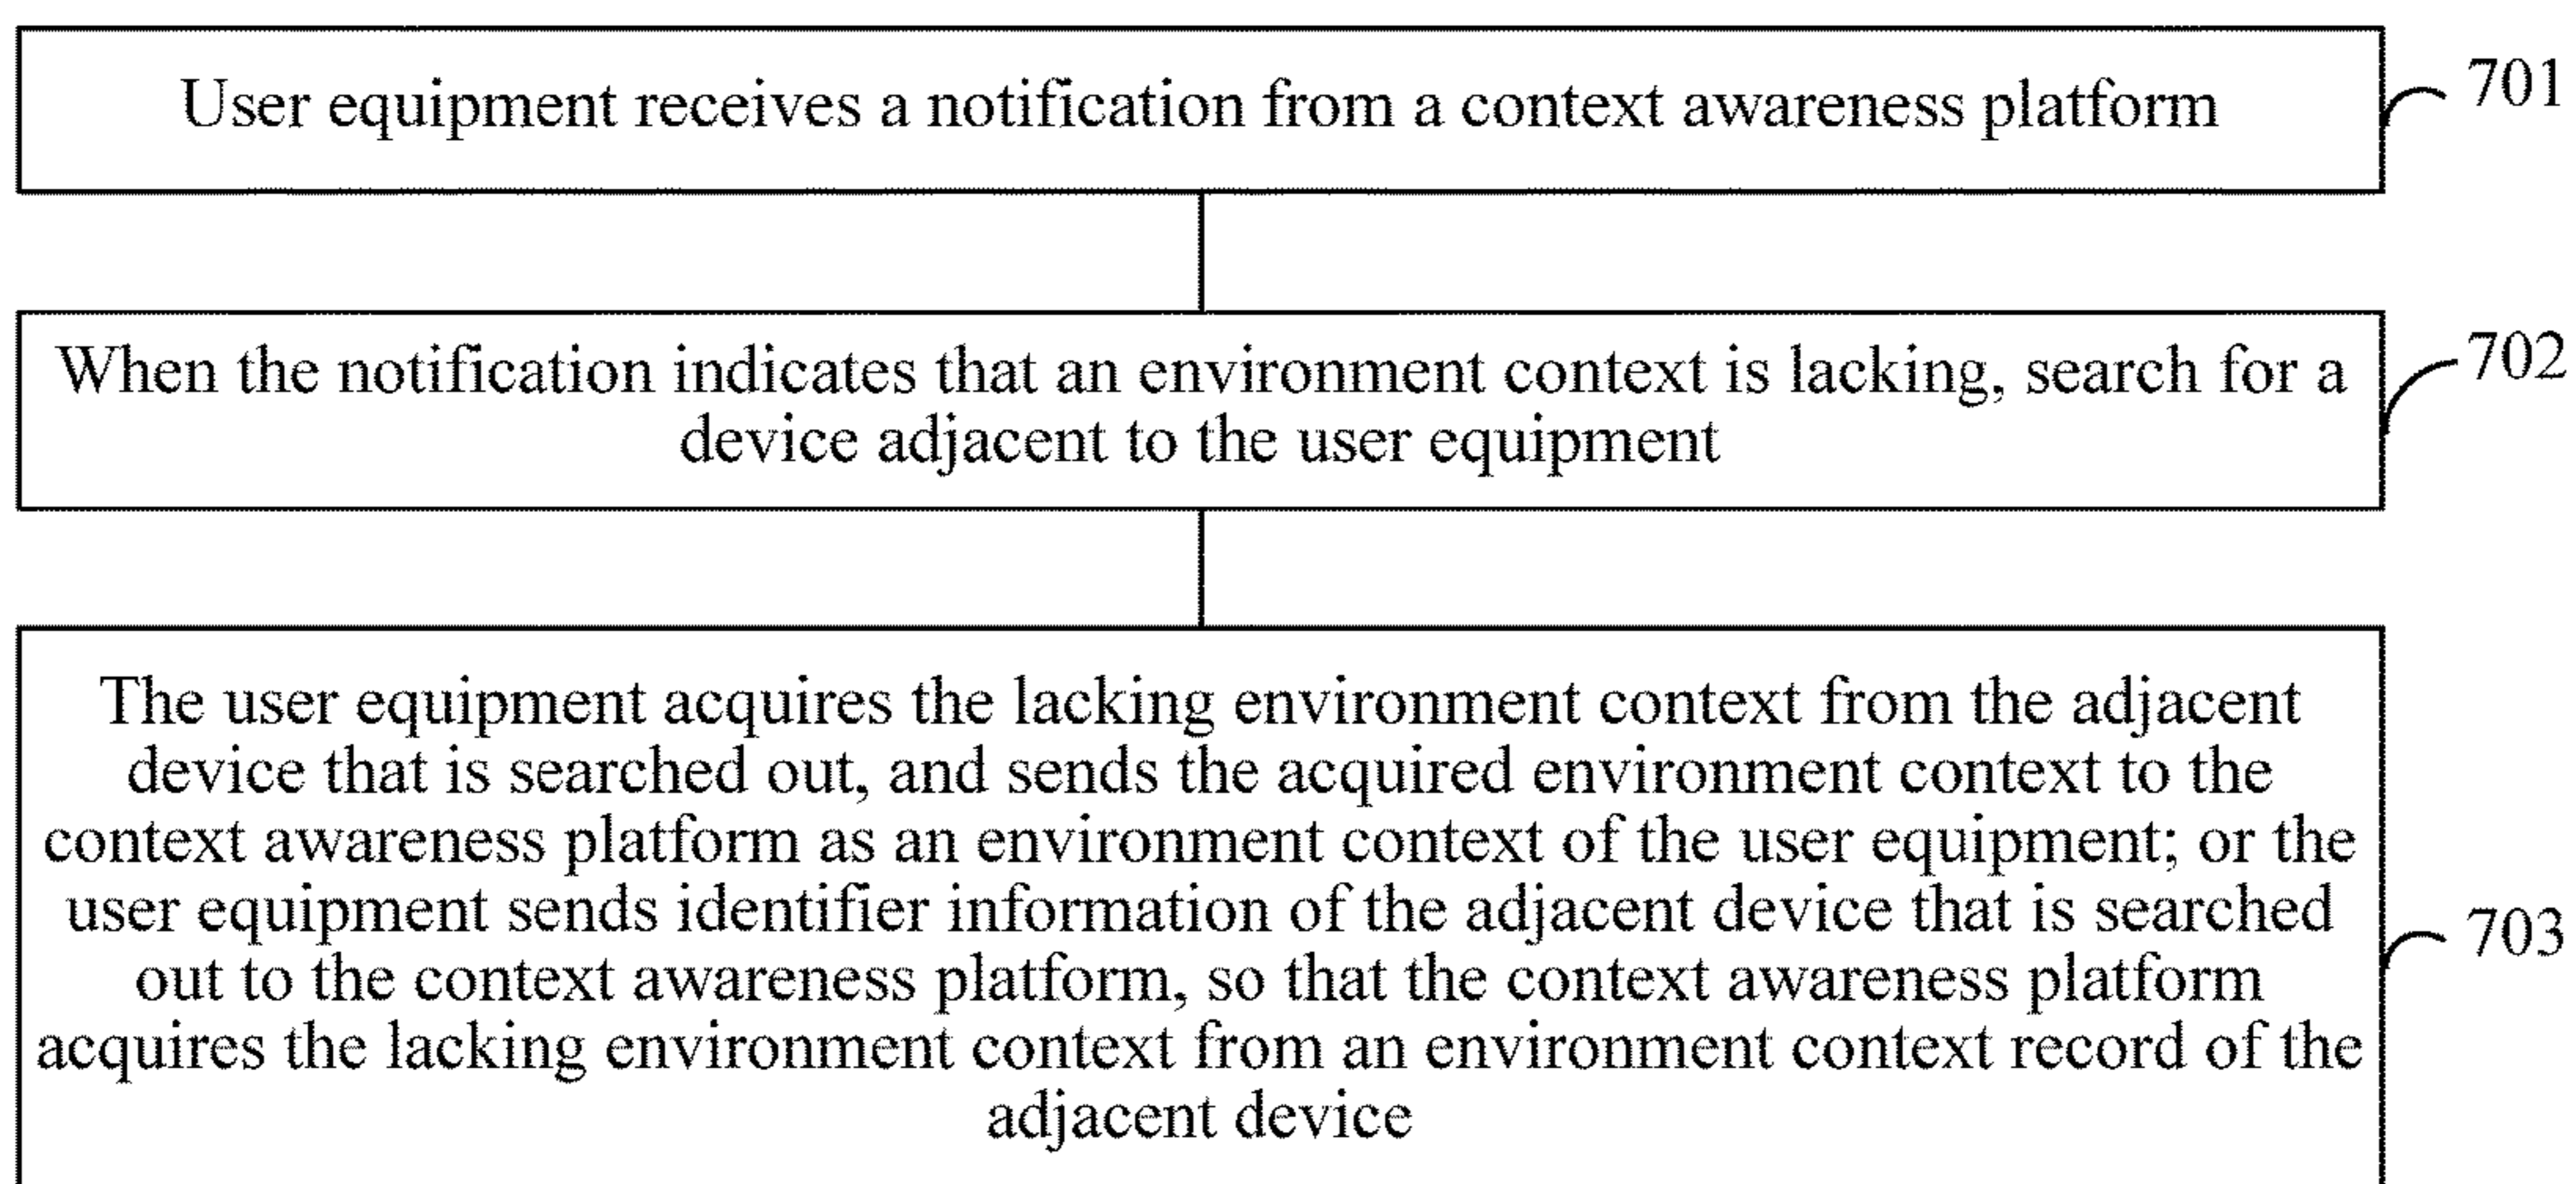 User equipment receives a notification from a context awareness platform
701
When the notification indicates that an environment context is lacking, search for a
device adjacent to the user equipment
702
The user equipment acquires the lacking environment context from the adjacent
device that is searched out, and sends the acquired environment context to the
context awareness platform as an environment context of the user equipment; or the
user equipment sends identifier information of the adjacent device that is searched
out to the context awareness platform, so that the context awareness platform
acquires the lacking environment context from an environment context record of the
adjacent device
703